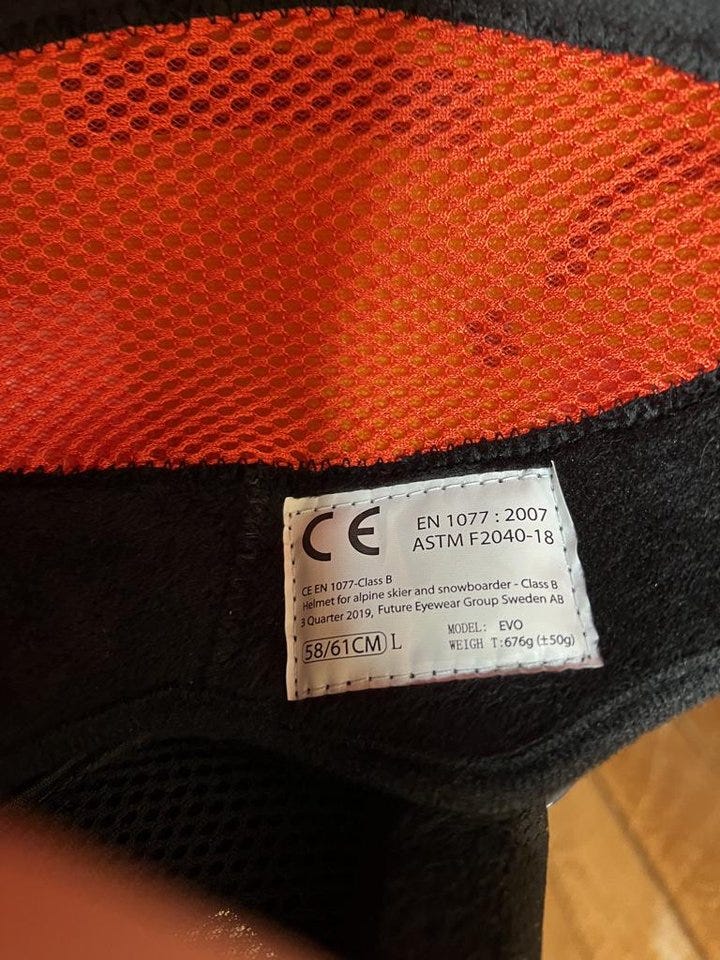 CE
EN 1077 : 2007
ASTM F2040-18
CE EN 1077-Class B
Helmet for alpine skier and snowboarder - Class B
3 Quarter 2019, Future Eyewear Group Sweden AB
58/61CM L
MODEL: EVO
WEIGH T:676g (±50g)